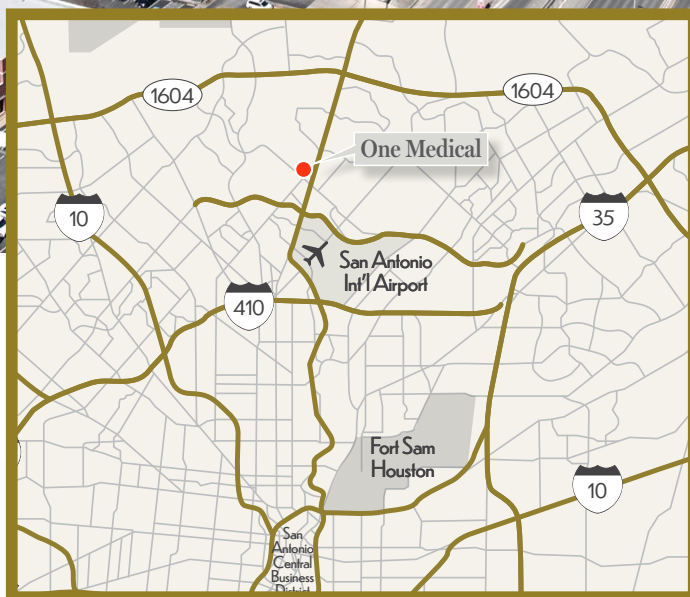 1604
1604
One Medical
10
35
San Antonio
Int'l Airport
410
Fort Sam
Houston
10
San
Antonio
Central
Business
District